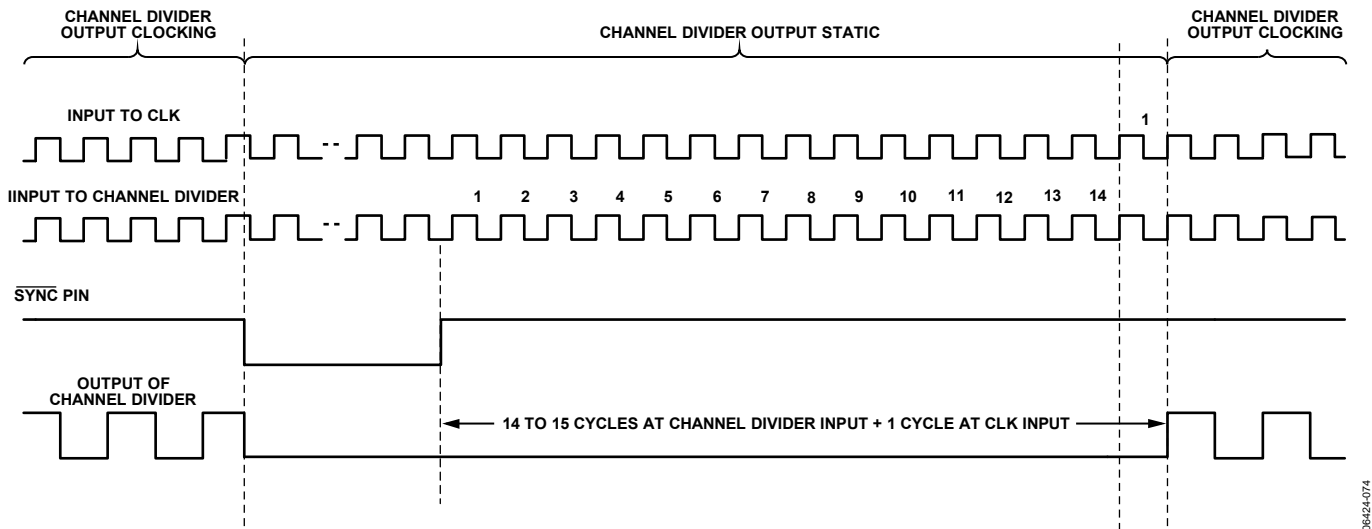 CHANNEL DIVIDER
OUTPUT CLOCKING
CHANNEL DIVIDER OUTPUT STATIC
CHANNEL DIVIDER
OUTPUT CLOCKING
INPUT TO CLK
1
IINPUT TO CHANNEL DIVIDER
1 2 3 4 5 6 7 8 9 10 11 12 13 14
SYNC PIN
OUTPUT OF
CHANNEL DIVIDER
14 TO 15 CYCLES AT CHANNEL DIVIDER INPUT + 1 CYCLE AT CLK INPUT
06424-074